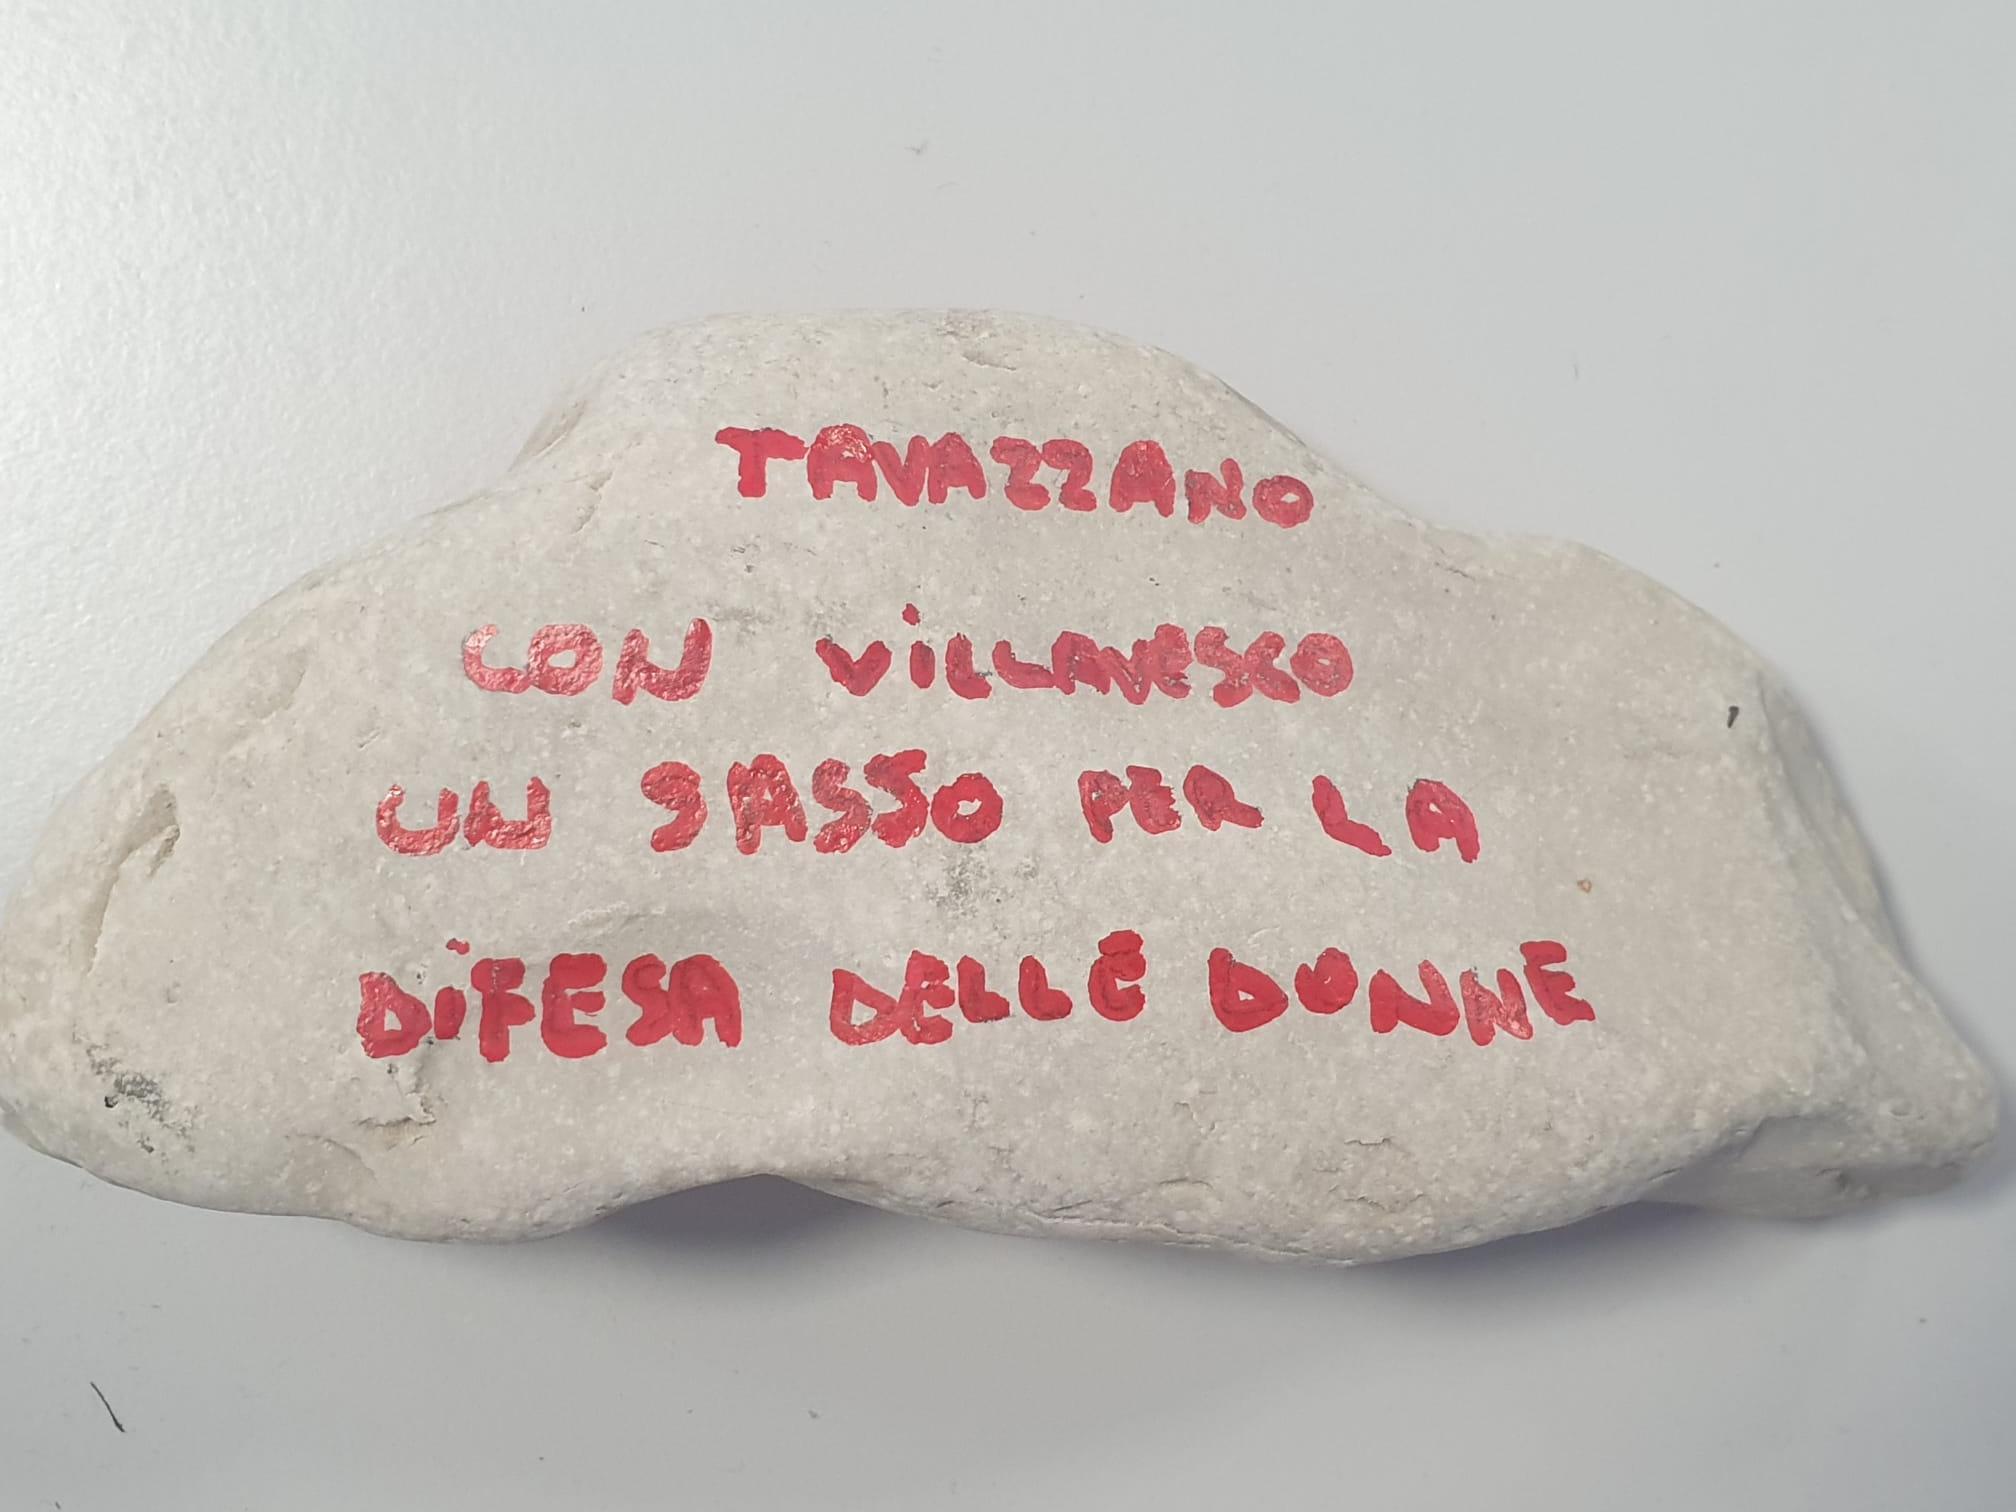 TAVAZZANO
CON VILLAVESCO
UN SASSO PER LA
DIFESA DELLE DONNE